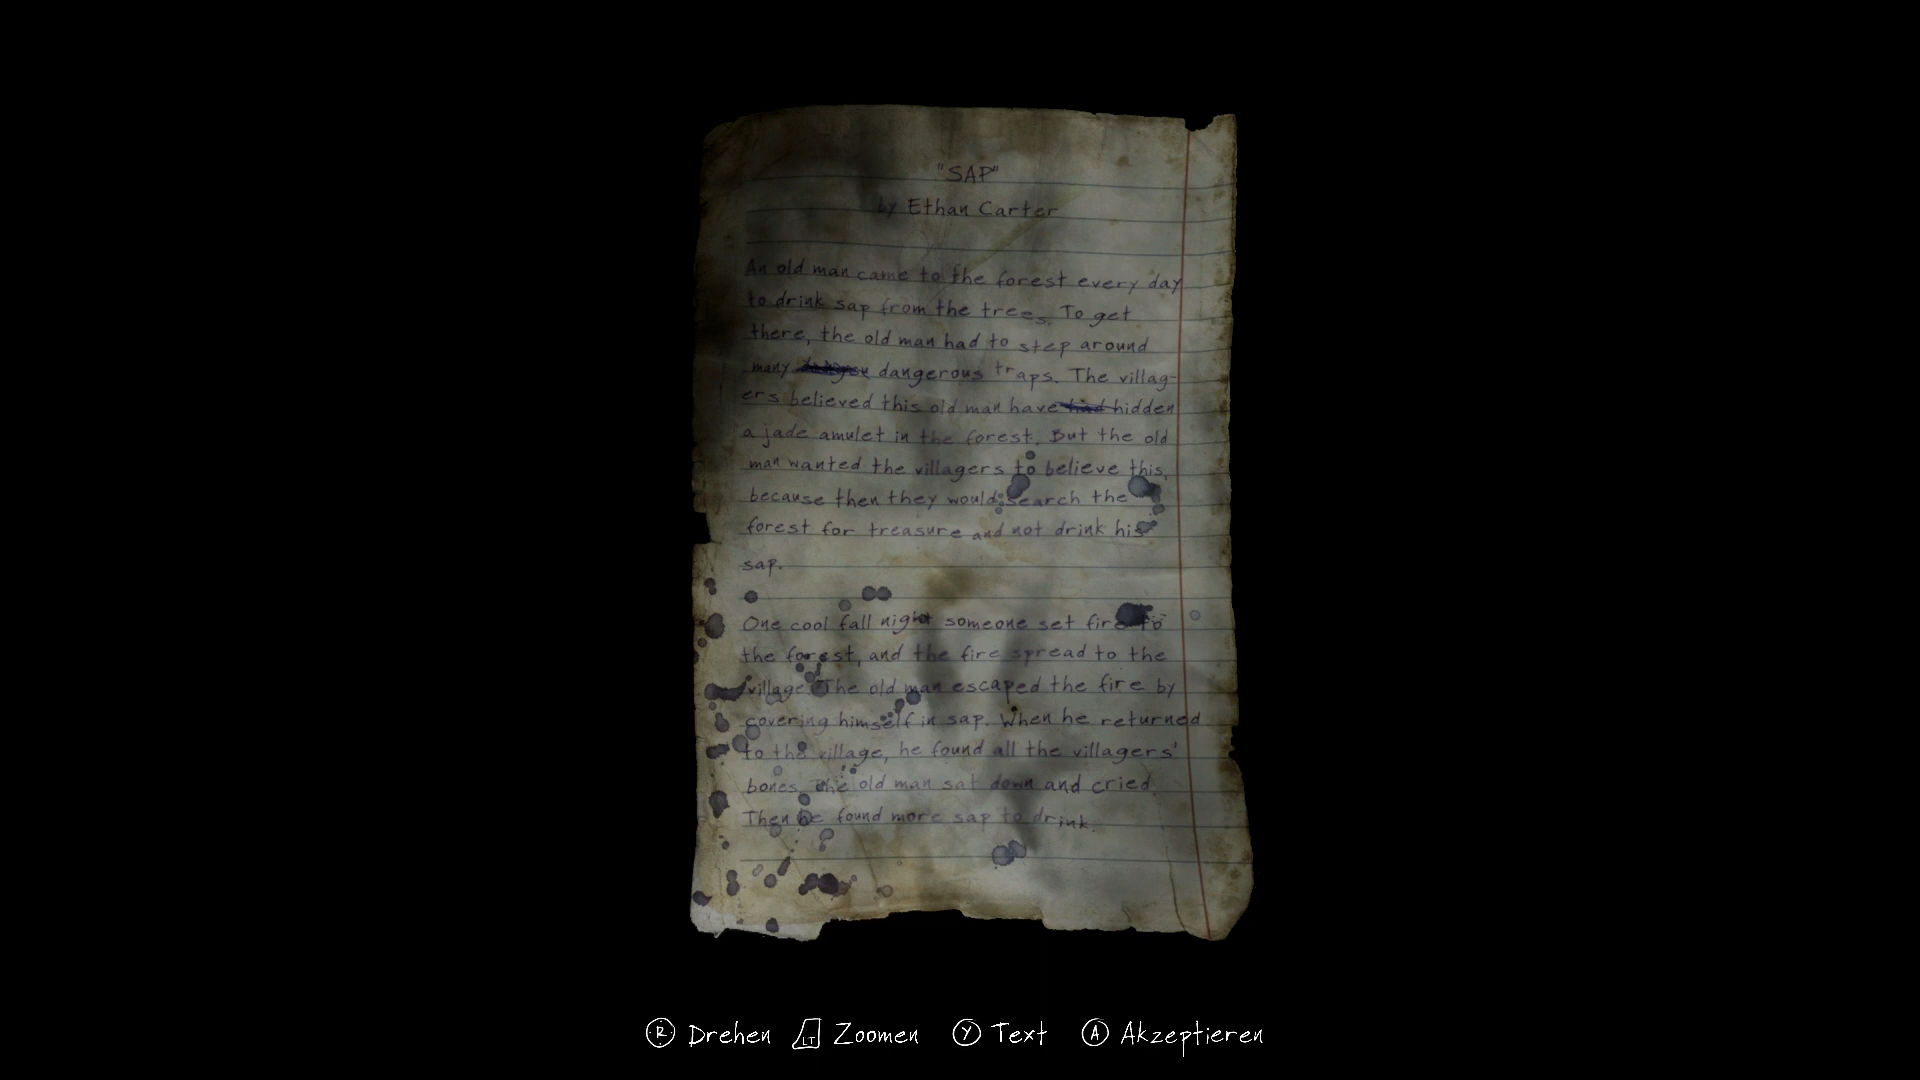 "SAP"
by Ethan Carter
An old man came to the forest every day
to drink sap from the trees. To get
there, the old man had to step around
many dangerous traps. The villag-
ers believed this old man have had hidden
a jade amulet in the forest. But the old
man wanted the villagers to believe this,
because then they would search the
forest for treasure and not drink his
sap.
One cool fall night someone set fire to
the forest, and the fire spread to the
village. The old man escaped the fire by
covering himself in sap. When he returned
to the village, he found all the villagers'
bones. The old man sat down and cried.
Then he found more sap to drink.
R Drehen LT Zoomen Y Text A Akzeptieren